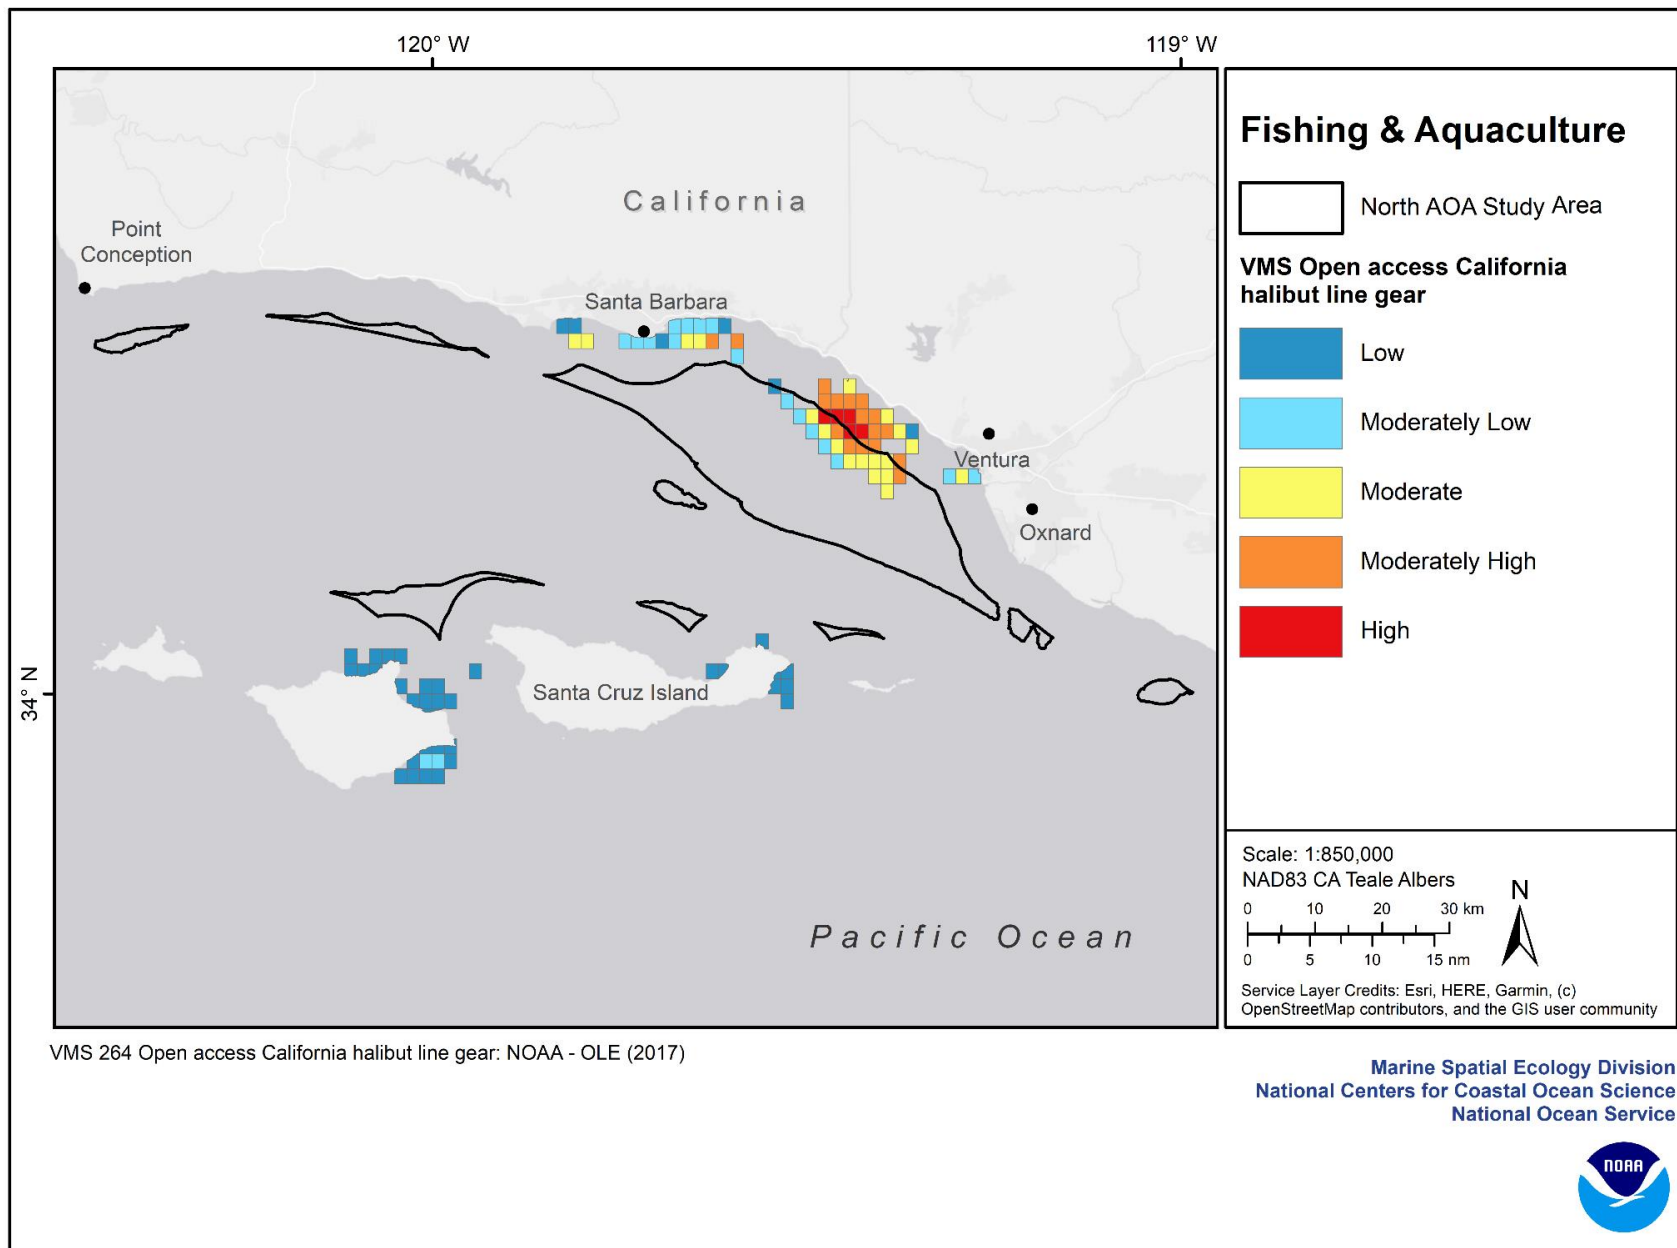 120° W
119° W
34° N
California
Point
Conception
Santa Barbara
Ventura
Oxnard
Santa Cruz Island
Pacific Ocean
Fishing & Aquaculture
North AOA Study Area
VMS Open access California
halibut line gear
Low
Moderately Low
Moderate
Moderately High
High
Scale: 1:850,000
NAD83 CA Teale Albers
0 10 20 30 km
0 5 10 15 nm
N
Service Layer Credits: Esri, HERE, Garmin, (c)
OpenStreetMap contributors, and the GIS user community
VMS 264 Open access California halibut line gear: NOAA - OLE (2017)
Marine Spatial Ecology Division
National Centers for Coastal Ocean Science
National Ocean Service
NOAA